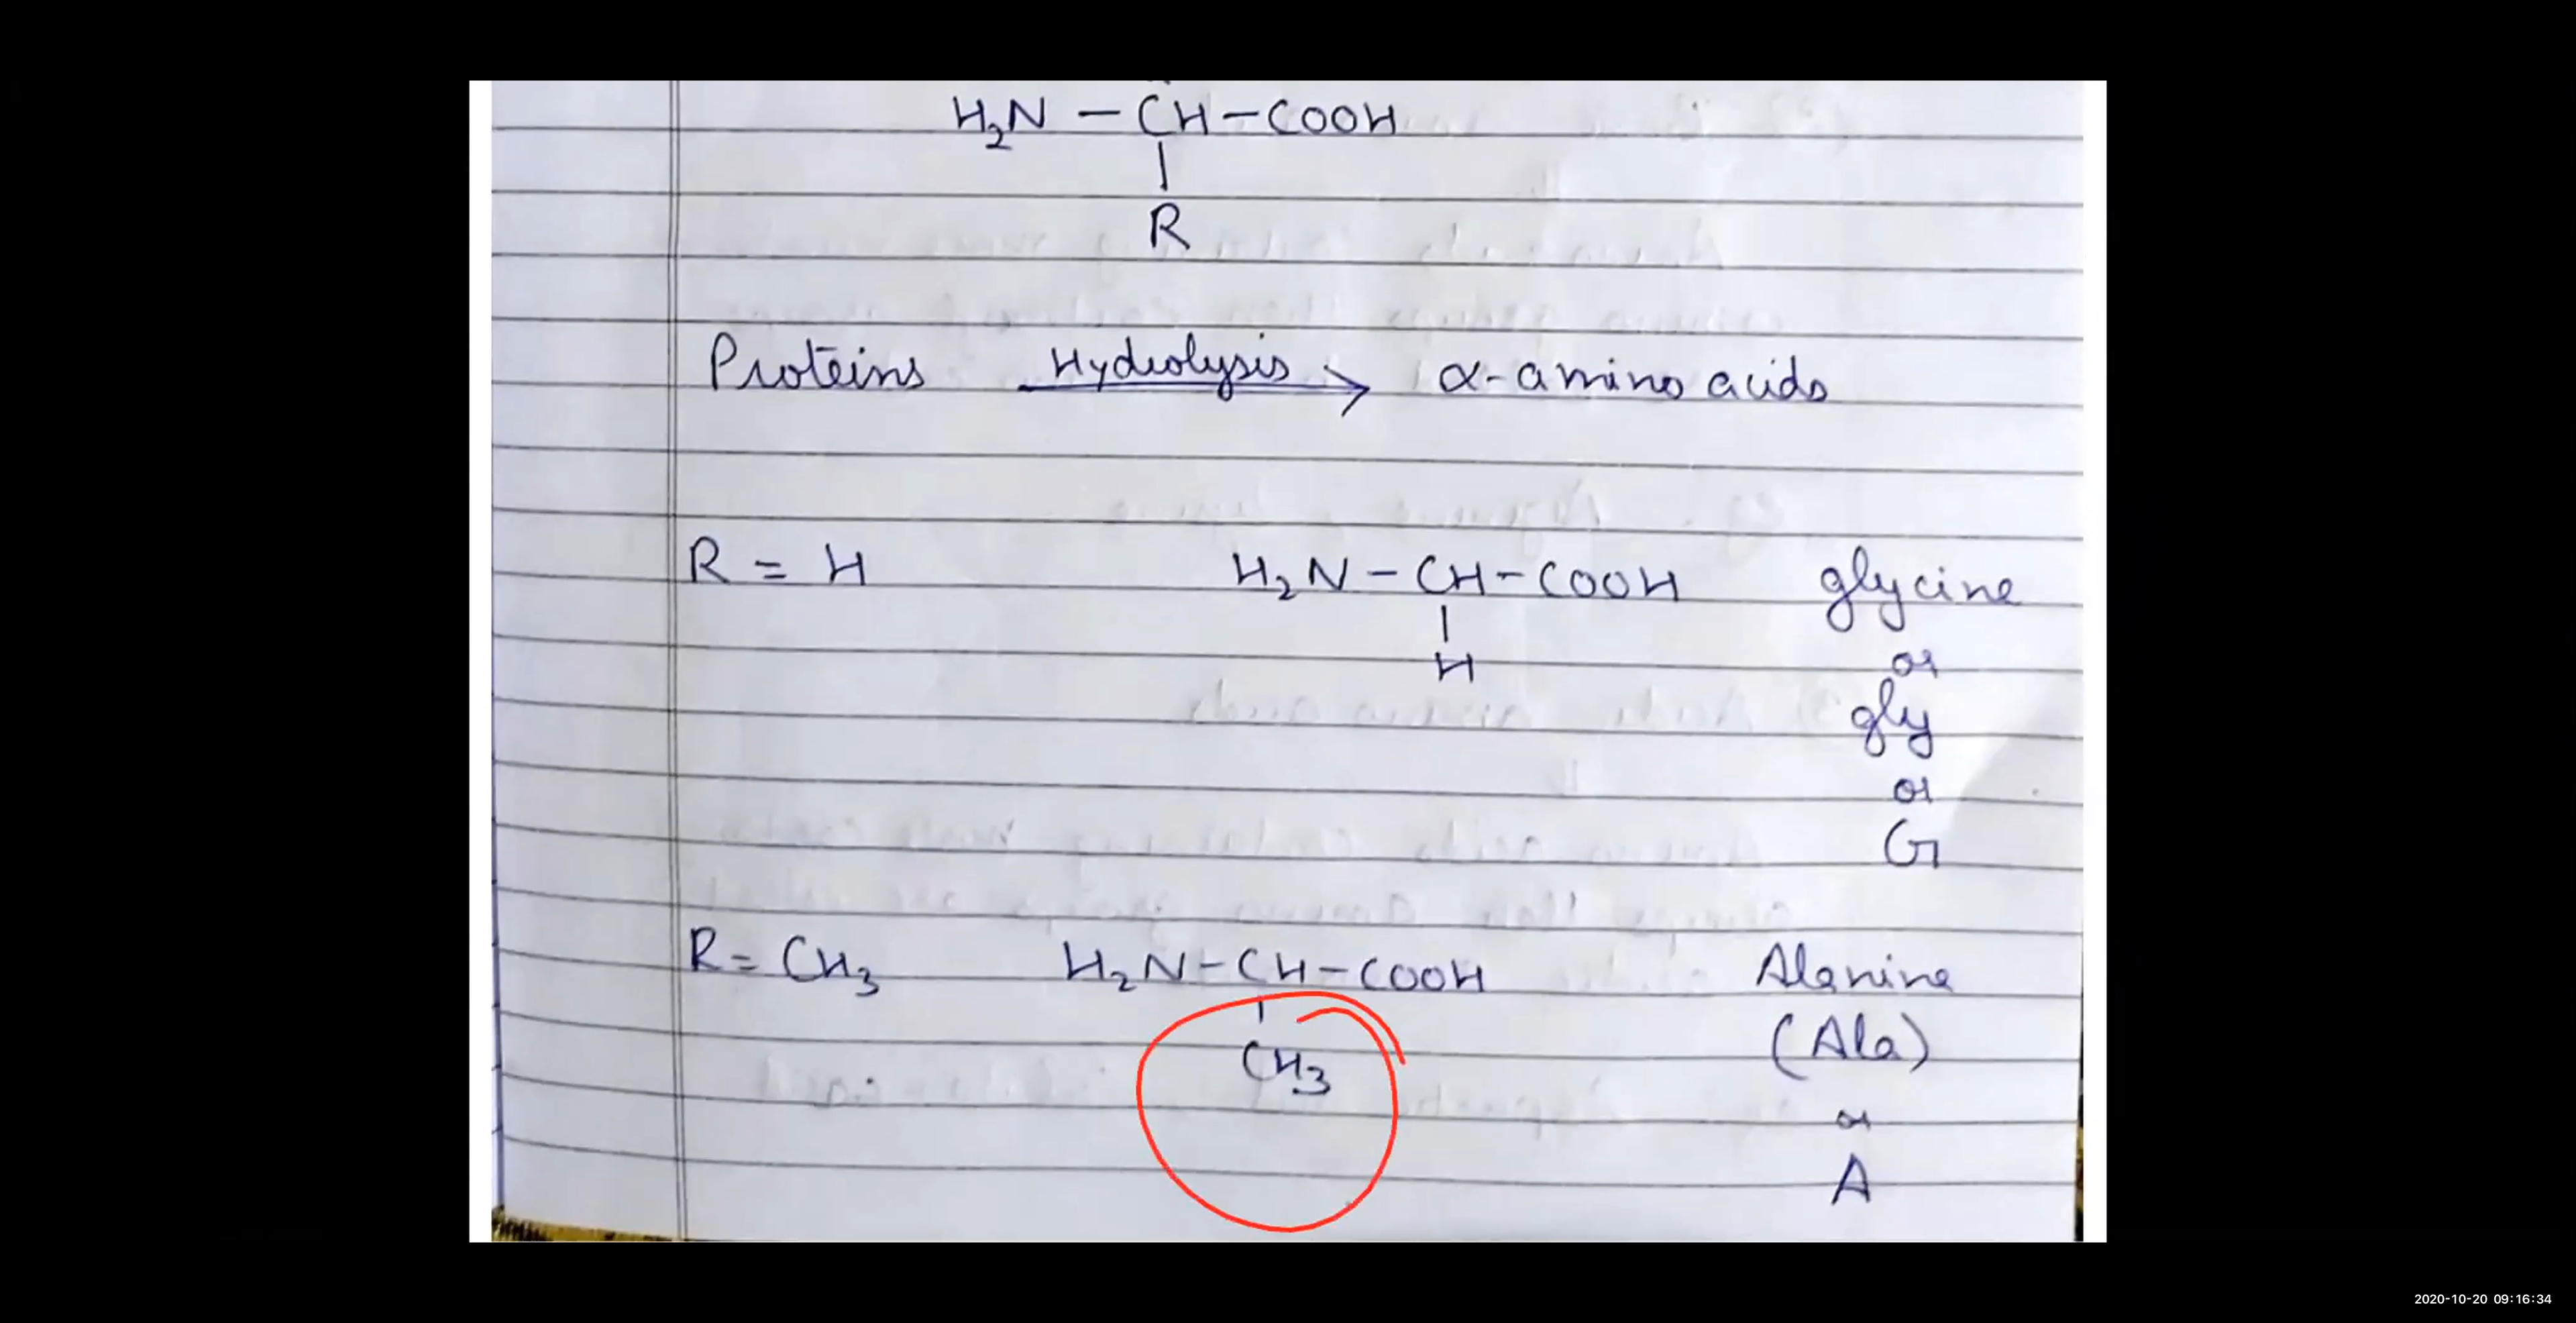 H₂N – CH – COOH
|
R
Proteins Hydrolysis → α-amino acids
R = H H₂N – CH – COOH glycine
|
H or
gly
or
G
R = CH₃ H₂N – CH – COOH Alanine
|
CH₃ (Ala)
or
A
2020-10-20 09:16:34